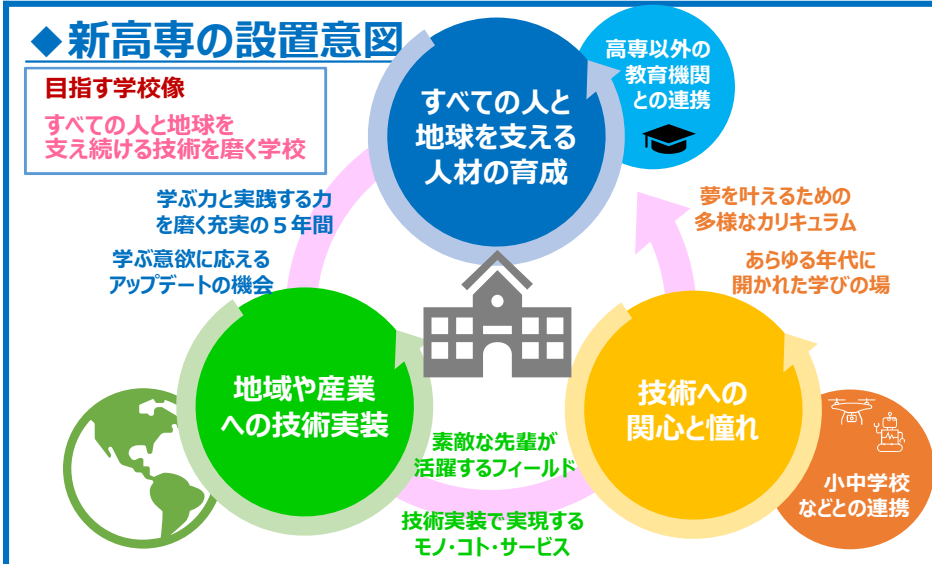 ◆新高専の設置意図
目指す学校像
すべての人と地球を
支え続ける技術を磨く学校
すべての人と
地球を支える
人材の育成
高専以外の
教育機関
との連携
学ぶ力と実践する力
を磨く充実の5年間
学ぶ意欲に応える
アップデートの機会
夢を叶えるための
多様なカリキュラム
あらゆる年代に
開かれた学びの場
地域や産業
への技術実装
技術への
関心と憧れ
素敵な先輩が
活躍するフィールド
技術実装で実現する
モノ・コト・サービス
小中学校
などとの連携